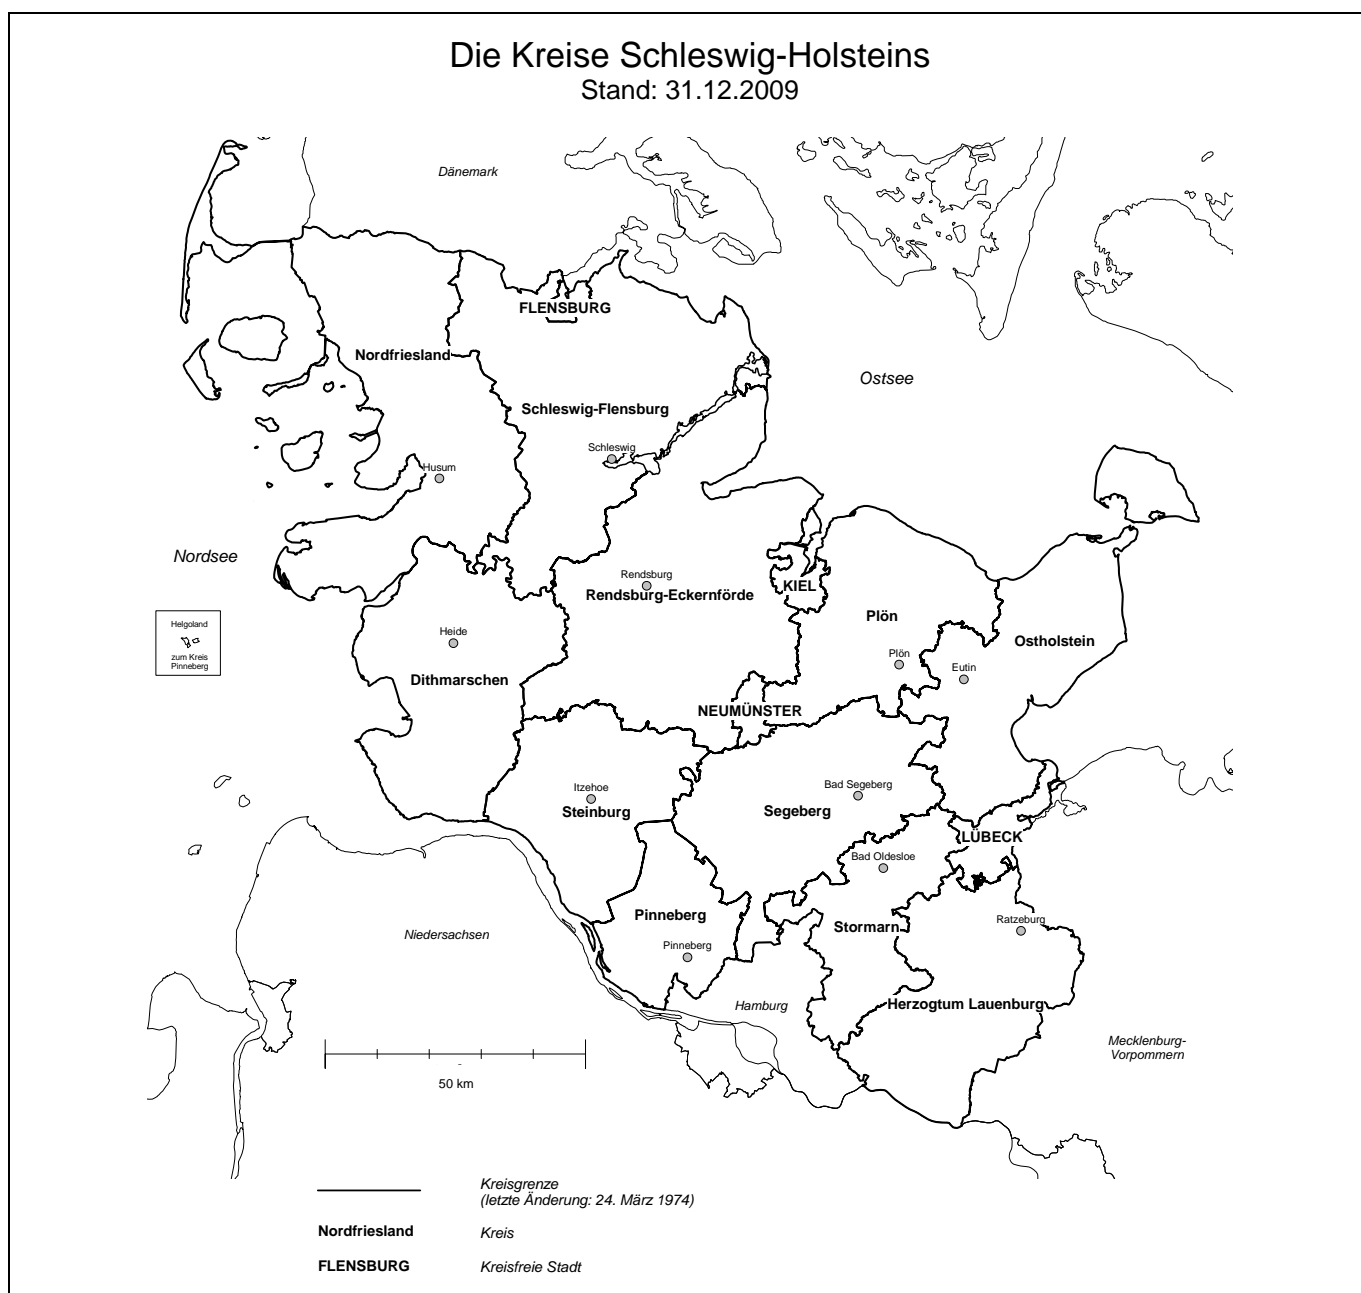 Die Kreise Schleswig-Holsteins
Stand: 31.12.2009
Dänemark
FLENSBURG
Nordfriesland
Ostsee
Schleswig-Flensburg
Schleswig
Husum
Nordsee
Rendsburg
Rendsburg-Eckernförde
KIEL
Plön
Helgoland
zum Kreis
Pinneberg
Heide
Ostholstein
Plön
Eutin
Dithmarschen
NEUMÜNSTER
Itzehoe
Steinburg
Bad Segeberg
Segeberg
LÜBECK
Bad Oldesloe
Pinneberg
Stormarn
Ratzeburg
Niedersachsen
Pinneberg
Hamburg
Herzogtum Lauenburg
Mecklenburg-
Vorpommern
50 km
Kreisgrenze
(letzte Änderung: 24. März 1974)
Nordfriesland Kreis
FLENSBURG Kreisfreie Stadt